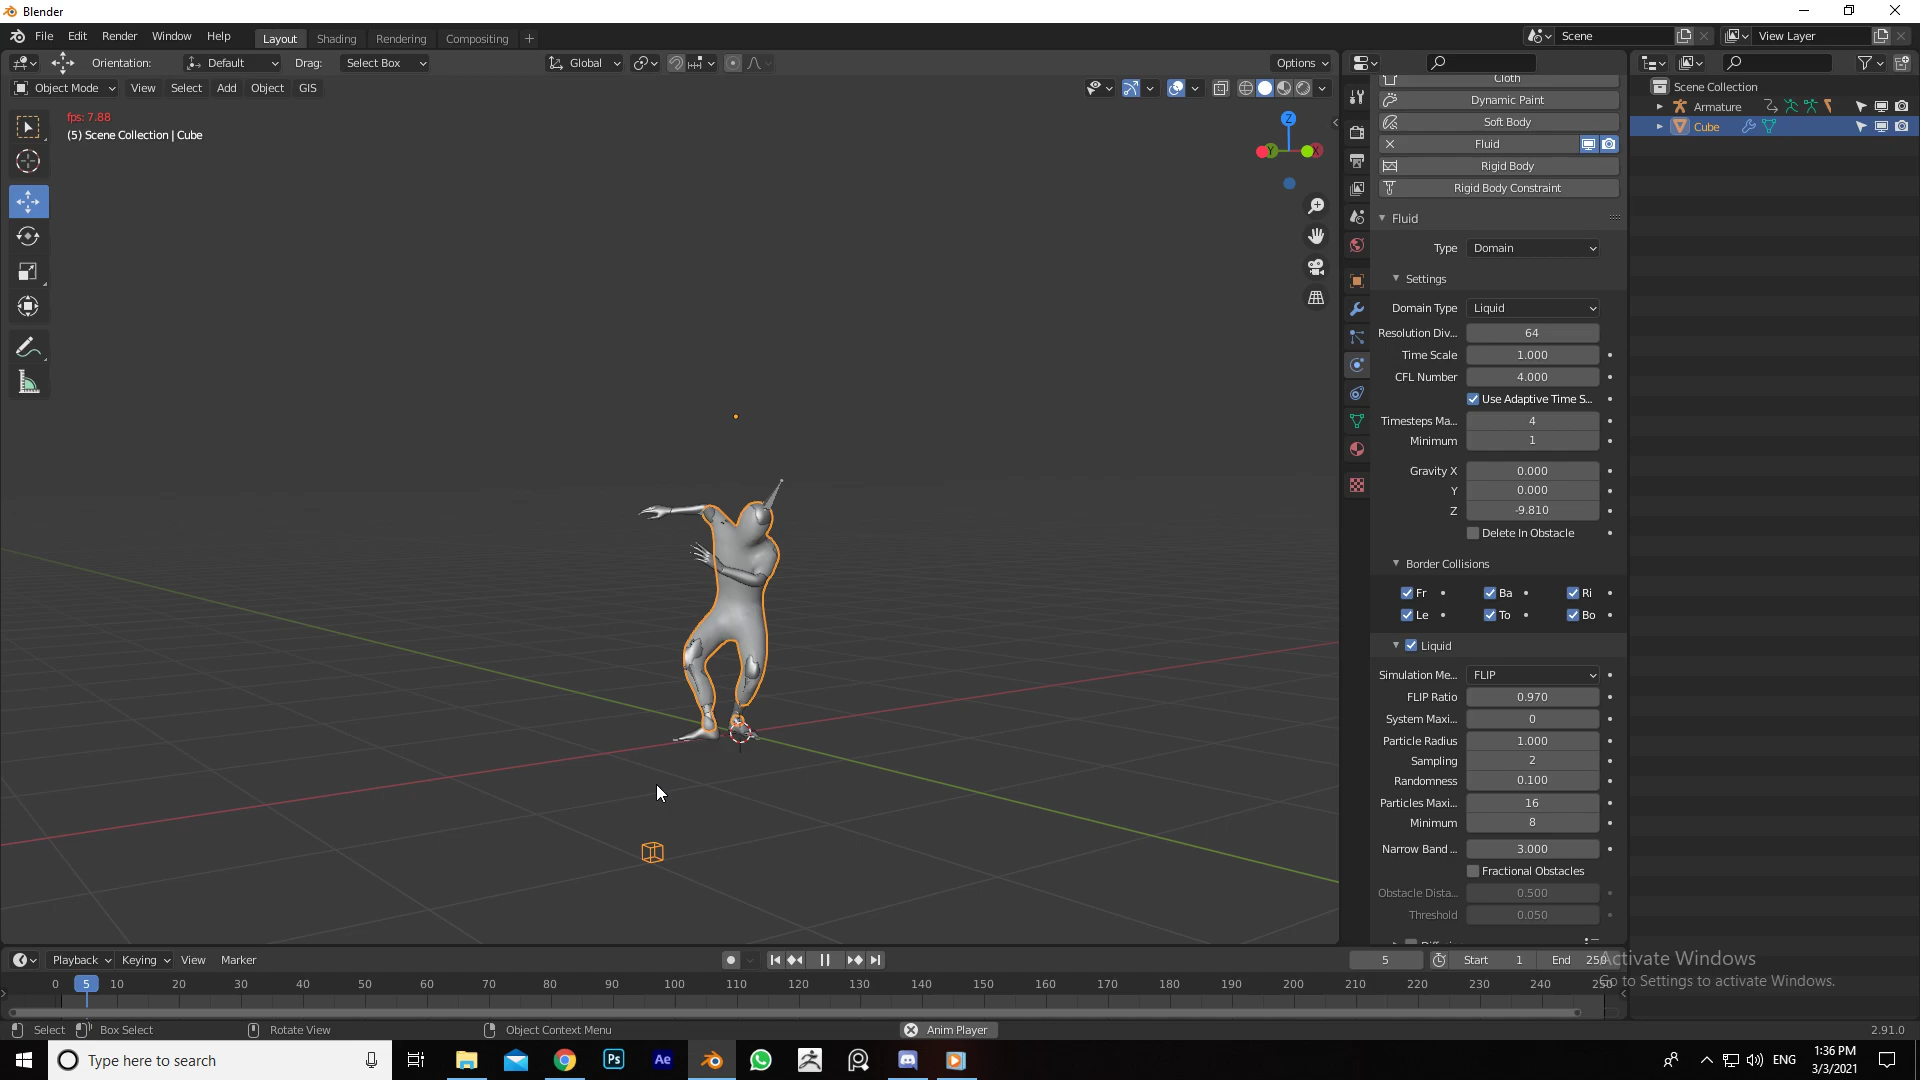 Blender
File Edit Render Window Help Layout Shading Rendering Compositing + Scene View Layer
Orientation: Default Drag: Select Box Global Options
Object Mode View Select Add Object GIS
fps: 7.88
(5) Scene Collection | Cube
Z
Y
X
Cloth
Dynamic Paint
Soft Body
Fluid
Rigid Body
Rigid Body Constraint
Fluid
Type Domain
Settings
Domain Type Liquid
Resolution Div... 64
Time Scale 1.000
CFL Number 4.000
Use Adaptive Time S...
Timesteps Ma... 4
Minimum 1
Gravity X 0.000
Y 0.000
Z -9.810
Delete In Obstacle
Border Collisions
Fr Ba Ri
Le To Bo
Liquid
Simulation Me... FLIP
FLIP Ratio 0.970
System Maxi... 0
Particle Radius 1.000
Sampling 2
Randomness 0.100
Particles Maxi... 16
Minimum 8
Narrow Band ... 3.000
Fractional Obstacles
Obstacle Dista... 0.500
Threshold 0.050
Scene Collection
Armature
Cube
Activate Windows
Go to Settings to activate Windows.
Playback Keying View Marker 5 Start 1 End 250
0 5 10 20 30 40 50 60 70 80 90 100 110 120 130 140 150 160 170 180 190 200 210 220 230 240 250
Select Box Select Rotate View Object Context Menu Anim Player 2.91.0
Type here to search Ps Ae ENG
1:36 PM
3/3/2021